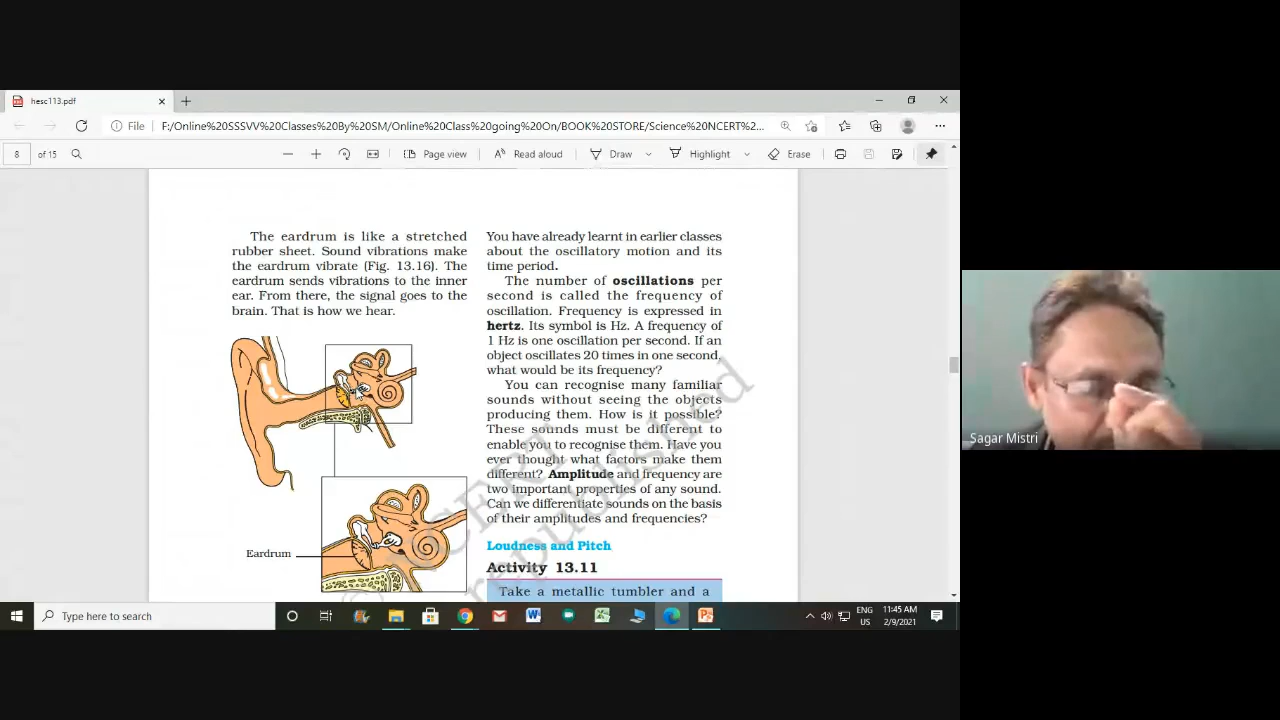 hesc113.pdf
File
F:/Online%20SSSVV%20Classes%20By%20SM/Online%20Class%20going%20On/BOOK%20STORE/Science%20NCERT%2...
8 of 15
Page view
Read aloud
Draw
Highlight
Erase
The eardrum is like a stretched
rubber sheet. Sound vibrations make
the eardrum vibrate (Fig. 13.16). The
eardrum sends vibrations to the inner
ear. From there, the signal goes to the
brain. That is how we hear.
Eardrum
You have already learnt in earlier classes
about the oscillatory motion and its
time period.
The number of oscillations per
second is called the frequency of
oscillation. Frequency is expressed in
hertz. Its symbol is Hz. A frequency of
1 Hz is one oscillation per second. If an
object oscillates 20 times in one second,
what would be its frequency?
You can recognise many familiar
sounds without seeing the objects
producing them. How is it possible?
These sounds must be different to
enable you to recognise them. Have you
ever thought what factors make them
different? Amplitude and frequency are
two important properties of any sound.
Can we differentiate sounds on the basis
of their amplitudes and frequencies?
Loudness and Pitch
Activity 13.11
Take a metallic tumbler and a
NCERT
republished
Sagar Mistri
Type here to search
ENG
US
11:45 AM
2/9/2021